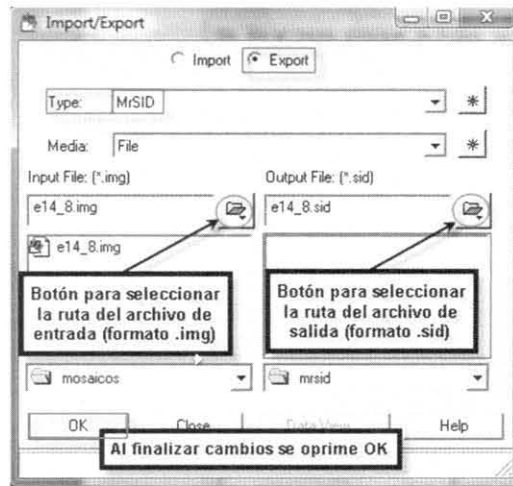 Import/Export
Import Export
Type: MrSID
Media: File
Input File: (*.img) Output File: (*.sid)
e14_8.img e14_8.sid
e14_8.img
Botón para seleccionar
la ruta del archivo de
entrada (formato .img)
Botón para seleccionar
la ruta del archivo de
salida (formato .sid)
mosaicos mrsid
OK Close Data View Help
Al finalizar cambios se oprime OK